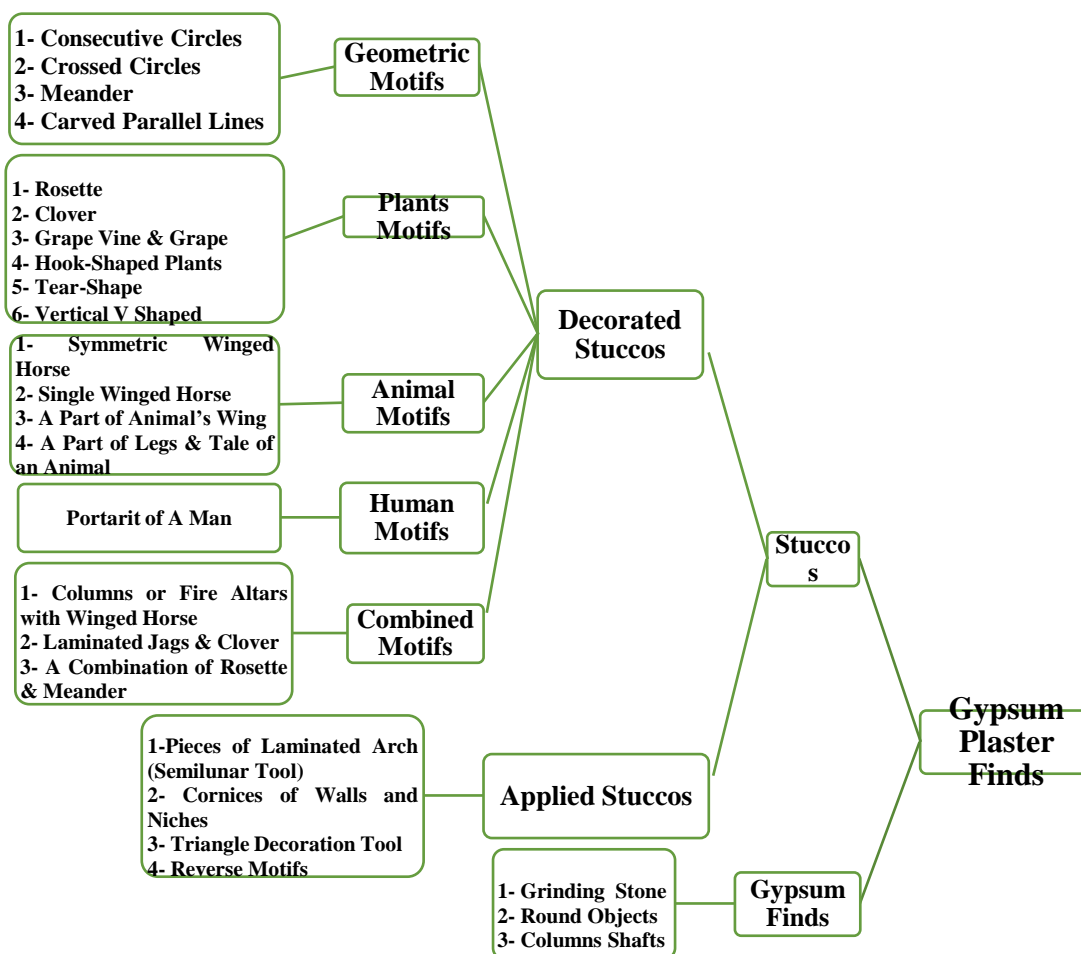 1- Consecutive Circles
2- Crossed Circles
3- Meander
4- Carved Parallel Lines
Geometric
Motifs
1- Rosette
2- Clover
3- Grape Vine & Grape
4- Hook-Shaped Plants
5- Tear-Shape
6- Vertical V Shaped
Plants
Motifs
1- Symmetric Winged
Horse
2- Single Winged Horse
3- A Part of Animal's Wing
4- A Part of Legs & Tale of
an Animal
Animal
Motifs
Portarit of A Man
Human
Motifs
1- Columns or Fire Altars
with Winged Horse
2- Laminated Jags & Clover
3- A Combination of Rosette
& Meander
Combined
Motifs
Decorated
Stuccos
1-Pieces of Laminated Arch
(Semilunar Tool)
2- Cornices of Walls and
Niches
3- Triangle Decoration Tool
4- Reverse Motifs
Applied Stuccos
Stucco
s
1- Grinding Stone
2- Round Objects
3- Columns Shafts
Gypsum
Finds
Gypsum
Plaster
Finds